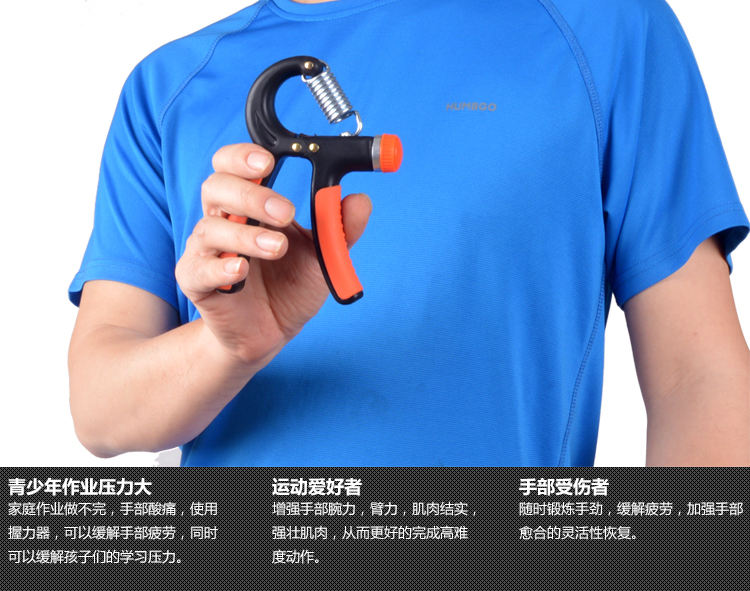 HUMBGO
青少年作业压力大
家庭作业做不完，手部酸痛，使用
握力器，可以缓解手部疲劳，同时
可以缓解孩子们的学习压力。
运动爱好者
增强手部腕力，臂力，肌肉结实，
强壮肌肉，从而更好的完成高难
度动作。
手部受伤者
随时锻炼手劲，缓解疲劳，加强手部
愈合的灵活性恢复。